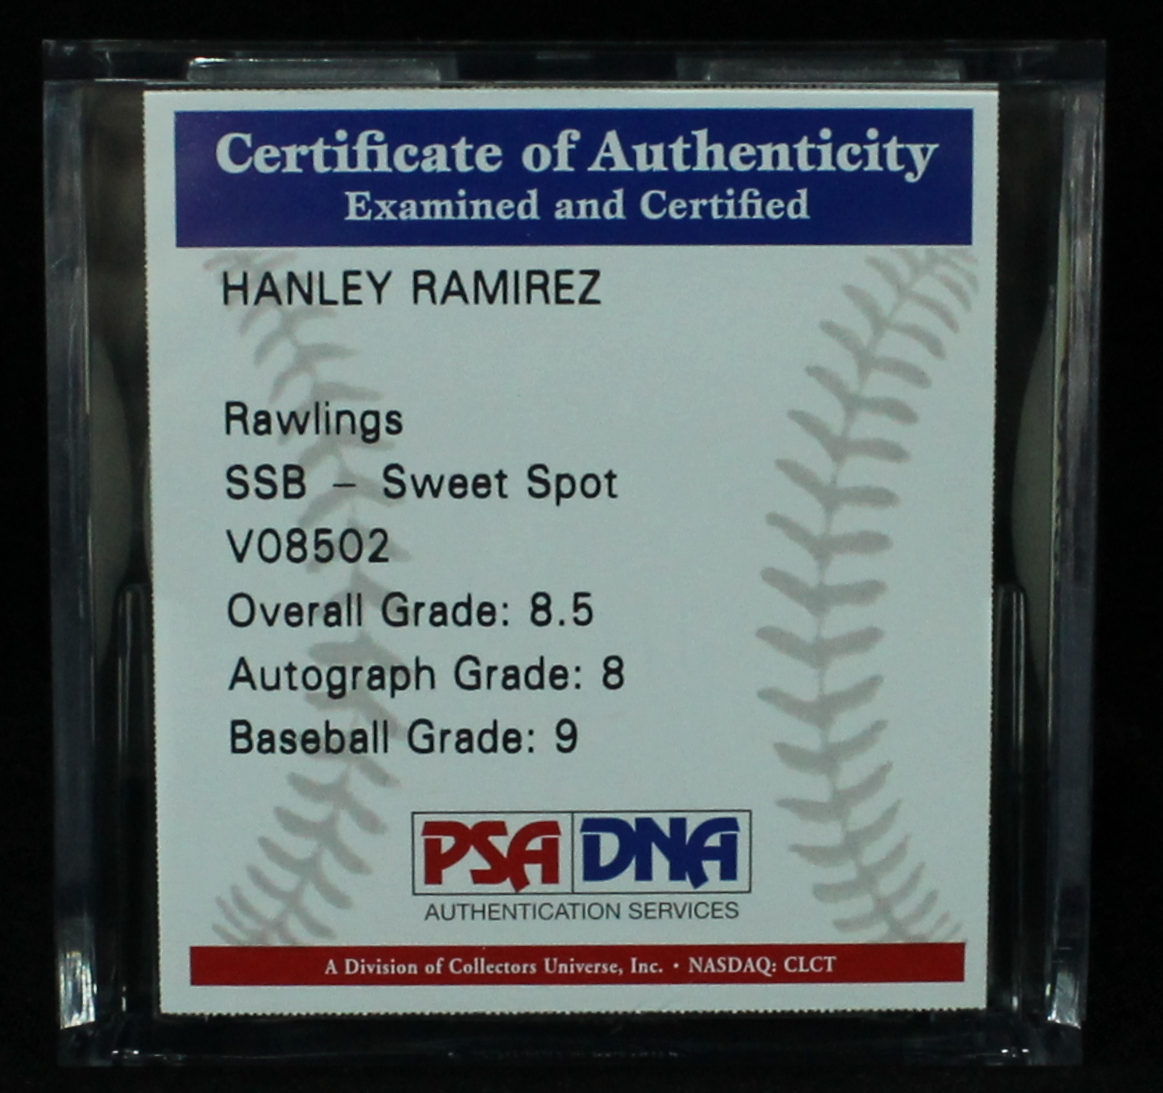 Certificate of Authenticity
Examined and Certified
HANLEY RAMIREZ
Rawlings
SSB – Sweet Spot
V08502
Overall Grade: 8.5
Autograph Grade: 8
Baseball Grade: 9
PSA DNA
AUTHENTICATION SERVICES
A Division of Collectors Universe, Inc. • NASDAQ: CLCT